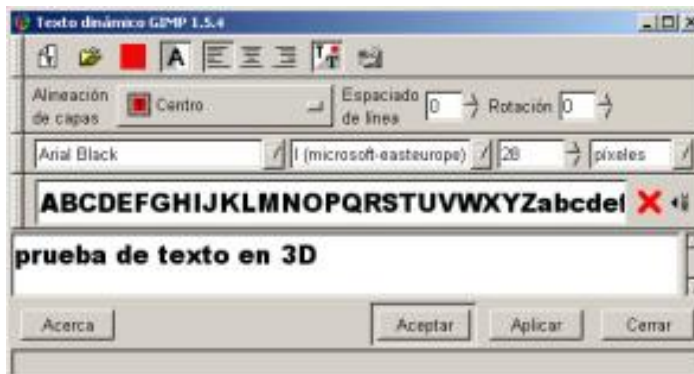 Texto dinámico GIMP 1.5.4
A
Alineación de capas Centro Espaciado de línea 0 Rotación 0
Arial Black l (microsoft-easteurope) 28 píxeles
ABCDEFGHIJKLMNOPQRSTUVWXYZabcdef
prueba de texto en 3D
Acerca Aceptar Aplicar Cerrar